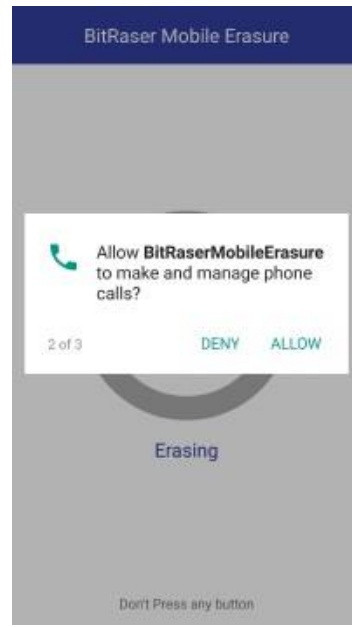 BitRaser Mobile Erasure
Allow BitRaserMobileErasure
to make and manage phone
calls?
2 of 3 DENY ALLOW
Erasing
Don't Press any button